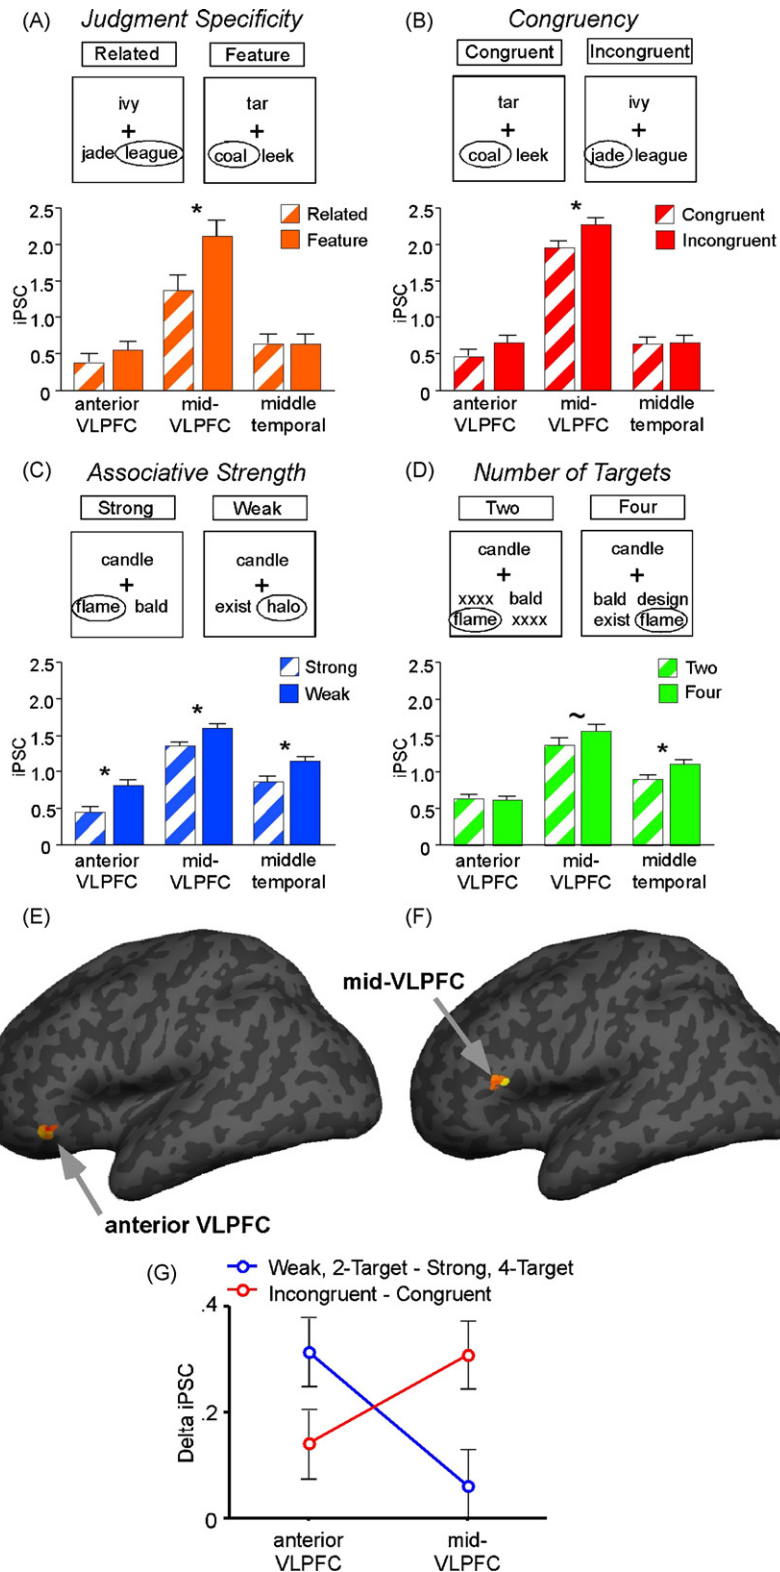 (A) Judgment Specificity
Related Feature
ivy tar
+ +
jade league coal leek
2.5
2.0
1.5
1.0
0.5
0
iPSC
*
Related
Feature
anterior VLPFC
mid-VLPFC
middle temporal
(B) Congruency
Congruent Incongruent
tar ivy
+ +
coal leek jade league
2.5
2.0
1.5
1.0
0.5
0
iPSC
*
Congruent
Incongruent
anterior VLPFC
mid-VLPFC
middle temporal
(C) Associative Strength
Strong Weak
candle candle
+ +
flame bald exist halo
2.5
2.0
1.5
1.0
0.5
0
iPSC
* * *
Strong
Weak
anterior VLPFC
mid-VLPFC
middle temporal
(D) Number of Targets
Two Four
candle candle
+ +
xxxx bald bald design
flame xxxx exist flame
2.5
2.0
1.5
1.0
0.5
0
iPSC
~ *
Two
Four
anterior VLPFC
mid-VLPFC
middle temporal
(E)
anterior VLPFC
(F)
mid-VLPFC
(G)
Weak, 2-Target - Strong, 4-Target
Incongruent - Congruent
.4
.2
0
Delta iPSC
anterior VLPFC
mid-VLPFC